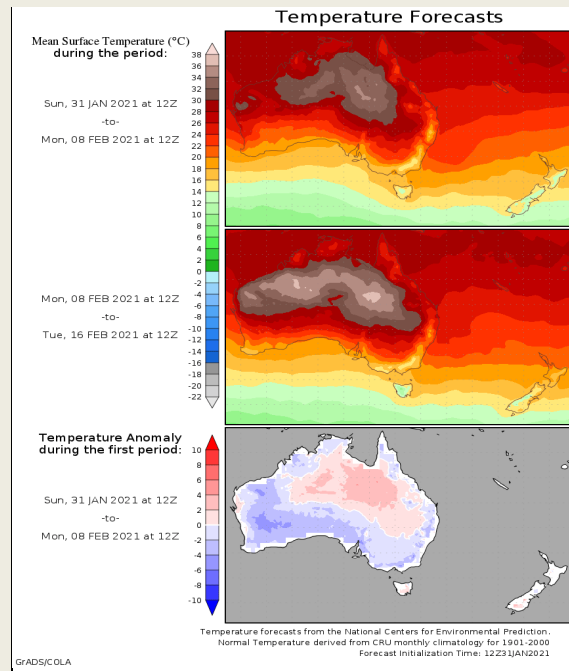 Temperature Forecasts
Mean Surface Temperature (°C)
during the period:
Sun, 31 JAN 2021 at 12Z
-to-
Mon, 08 FEB 2021 at 12Z
38
36
34
32
30
28
26
24
22
20
18
16
14
12
10
8
6
4
2
0
-2
-4
-6
-8
-10
-12
-14
-16
-18
-20
-22
Mon, 08 FEB 2021 at 12Z
-to-
Tue, 16 FEB 2021 at 12Z
Temperature Anomaly
during the first period:
Sun, 31 JAN 2021 at 12Z
-to-
Mon, 08 FEB 2021 at 12Z
10
8
6
4
2
0
-2
-4
-6
-8
-10
Temperature forecasts from the National Centers for Environmental Prediction.
Normal Temperature derived from CRU monthly climatology for 1901-2000
Forecast Initialization Time: 12Z31JAN2021
GrADS/COLA